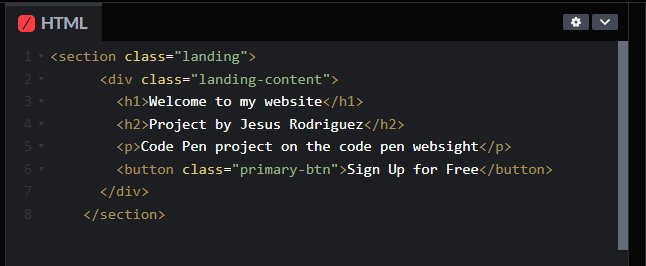 HTML
1 <section class="landing">
2 <div class="landing-content">
3 <h1>Welcome to my website</h1>
4 <h2>Project by Jesus Rodriguez</h2>
5 <p>Code Pen project on the code pen websight</p>
6 <button class="primary-btn">Sign Up for Free</button>
7 </div>
8 </section>